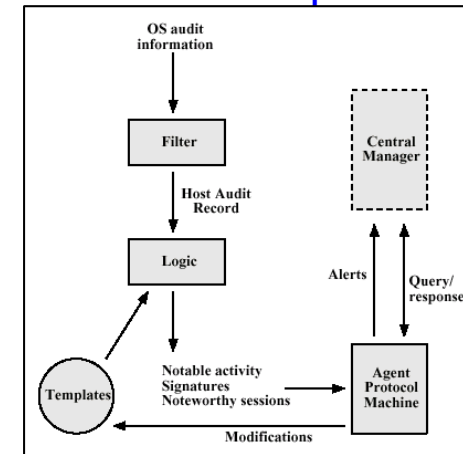 OS audit
information
Filter
Central
Manager
Host Audit
Record
Logic
Alerts
Query/
response
Notable activity
Signatures
Noteworthy sessions
Templates
Agent
Protocol
Machine
Modifications